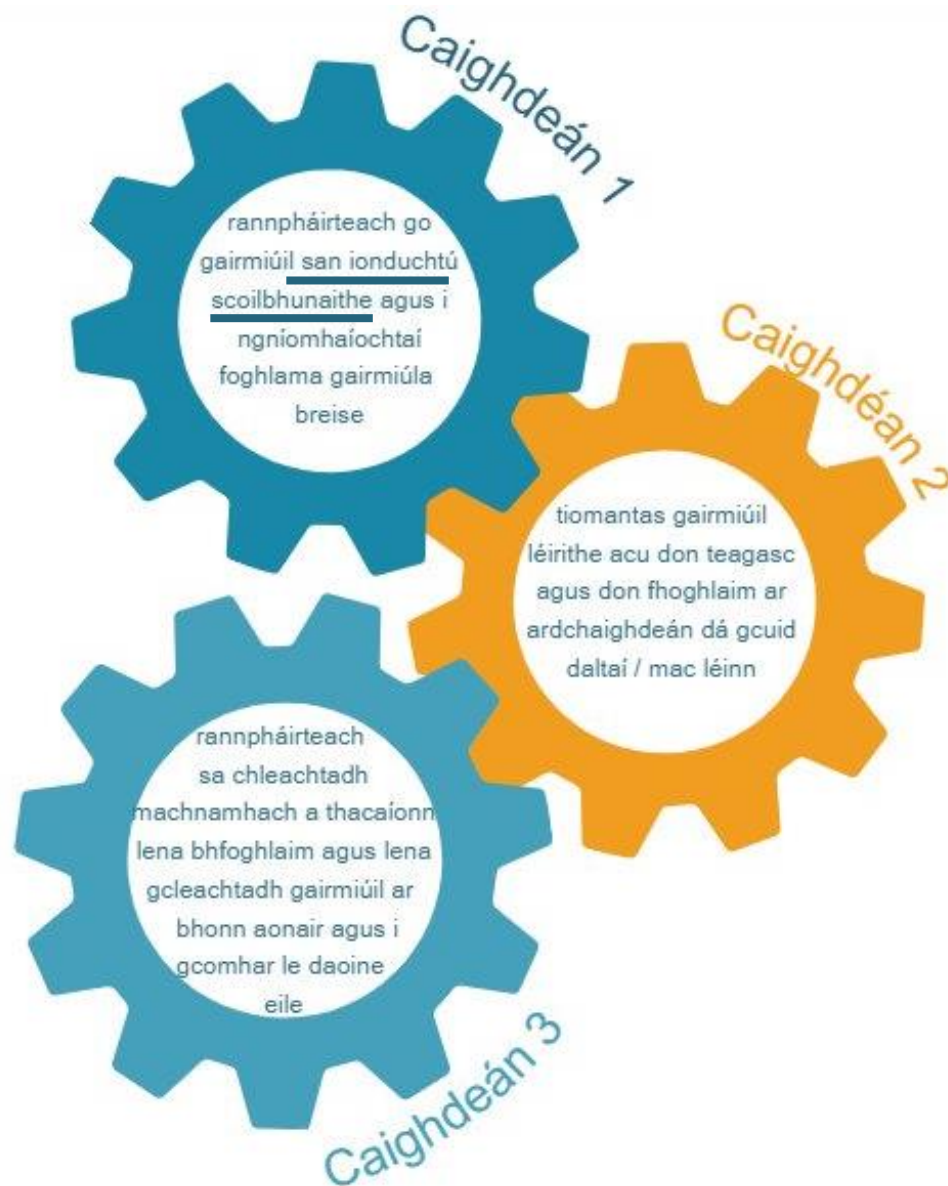 Caighdeán 1
rannpháirteach go
gairmiúil san ionduchtú
scoilbhunaithe agus i
ngníomhaíochtaí
foghlama gairmiúla
breise
Caighdéán 2
tiomantas gairmiúil
léirithe acu don teagasc
agus don fhoghlaim ar
ardchaighdeán dá gcuid
daltaí / mac léinn
rannpháirteach
sa chleachtadh
machnamhach a thacaíonn
lena bhfoghlaim agus lena
gcleachtadh gairmiúil ar
bhonn aonair agus i
gcomhar le daoine
eile
Caighdeán 3